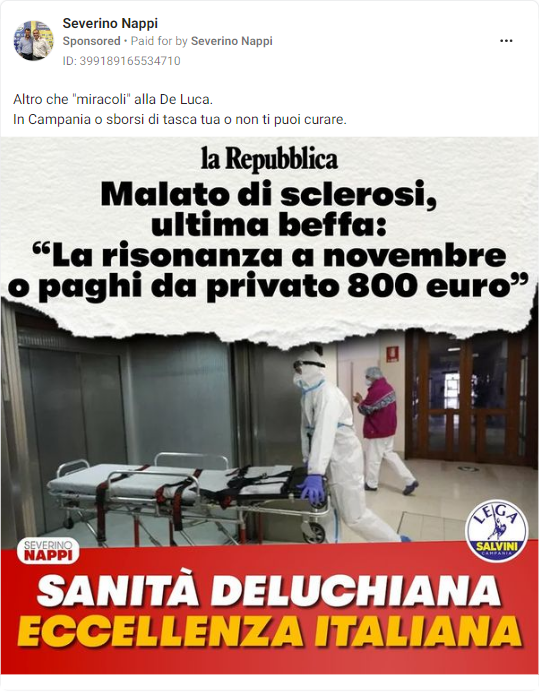 Severino Nappi
Sponsored • Paid for by Severino Nappi
ID: 399189165534710
Altro che "miracoli" alla De Luca.
In Campania o sborsi di tasca tua o non ti puoi curare.
la Repubblica
Malato di sclerosi,
ultima beffa:
“La risonanza a novembre
o paghi da privato 800 euro”
LEGA
SALVINI
CAMPANIA
SEVERINO
NAPPI
SANITÀ DELUCHIANA
ECCELLENZA ITALIANA